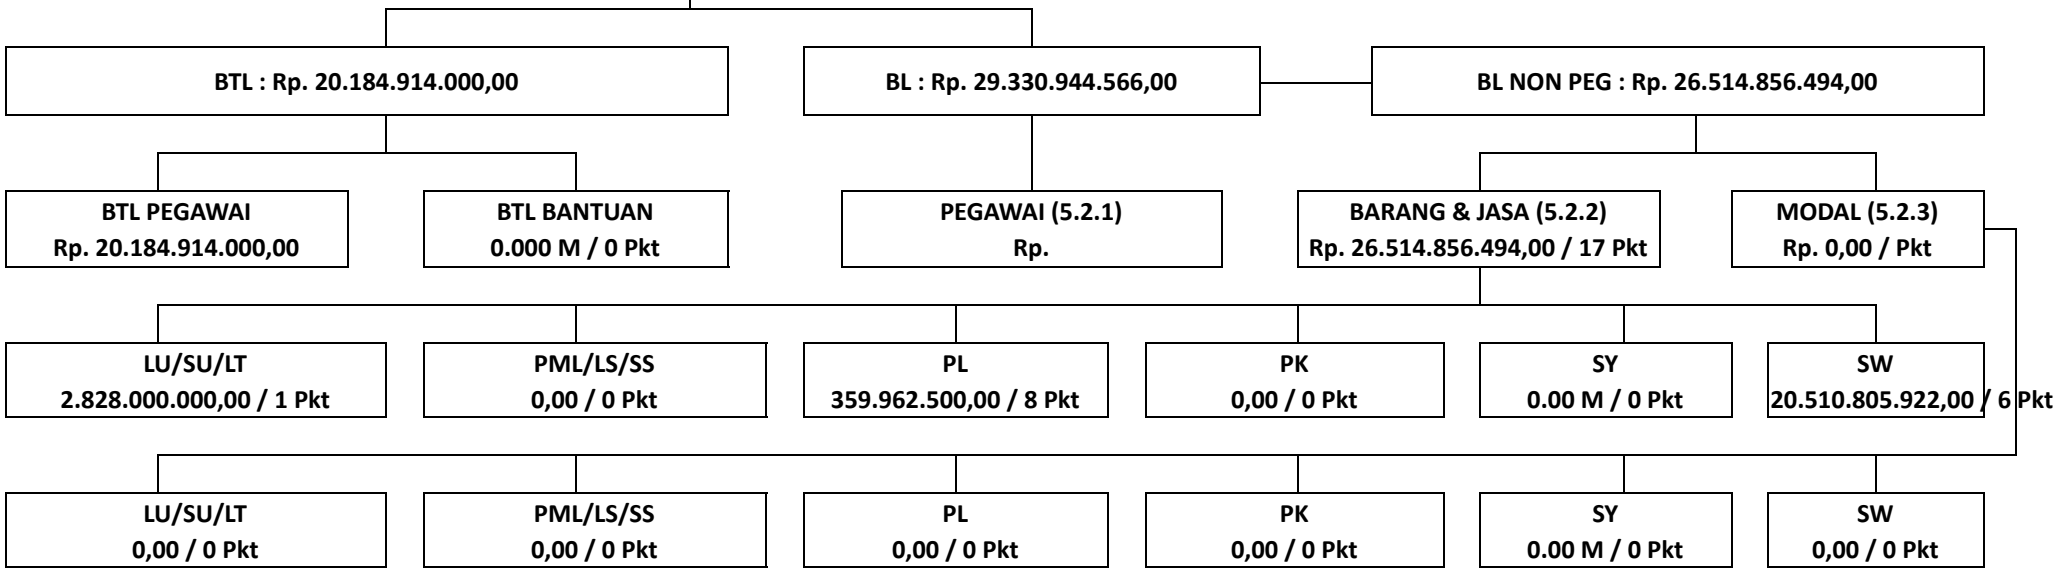 BTL : Rp. 20.184.914.000,00
BL : Rp. 29.330.944.566,00
BL NON PEG : Rp. 26.514.856.494,00
BTL PEGAWAI
Rp. 20.184.914.000,00
BTL BANTUAN
0.000 M / 0 Pkt
PEGAWAI (5.2.1)
Rp.
BARANG & JASA (5.2.2)
Rp. 26.514.856.494,00 / 17 Pkt
MODAL (5.2.3)
Rp. 0,00 / Pkt
LU/SU/LT
2.828.000.000,00 / 1 Pkt
PML/LS/SS
0,00 / 0 Pkt
PL
359.962.500,00 / 8 Pkt
PK
0,00 / 0 Pkt
SY
0.00 M / 0 Pkt
SW
20.510.805.922,00 / 6 Pkt
LU/SU/LT
0,00 / 0 Pkt
PML/LS/SS
0,00 / 0 Pkt
PL
0,00 / 0 Pkt
PK
0,00 / 0 Pkt
SY
0.00 M / 0 Pkt
SW
0,00 / 0 Pkt